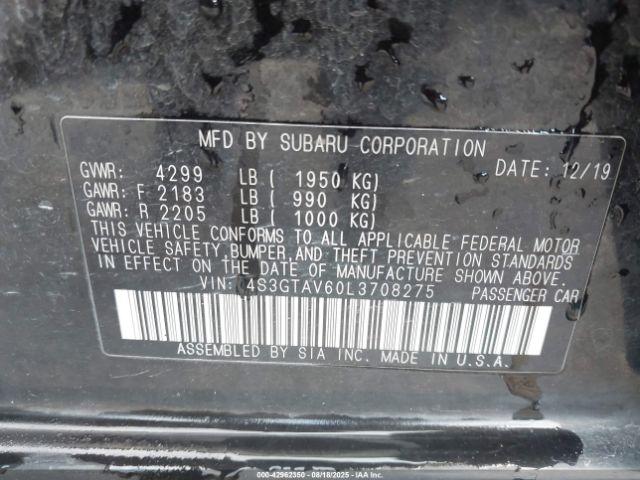 MFD BY SUBARU CORPORATION
GVWR: 4299 LB ( 1950 KG) DATE: 12/19
GAWR: F 2183 LB ( 990 KG)
GAWR: R 2205 LB ( 1000 KG)
THIS VEHICLE CONFORMS TO ALL APPLICABLE FEDERAL MOTOR
VEHICLE SAFETY, BUMPER, AND THEFT PREVENTION STANDARDS
IN EFFECT ON THE DATE OF MANUFACTURE SHOWN ABOVE.
VIN: 4S3GTAV60L3708275 PASSENGER CAR
ASSEMBLED BY SIA INC. MADE IN U.S.A.
000-42962350 - 08/18/2025 - IAAI.COM